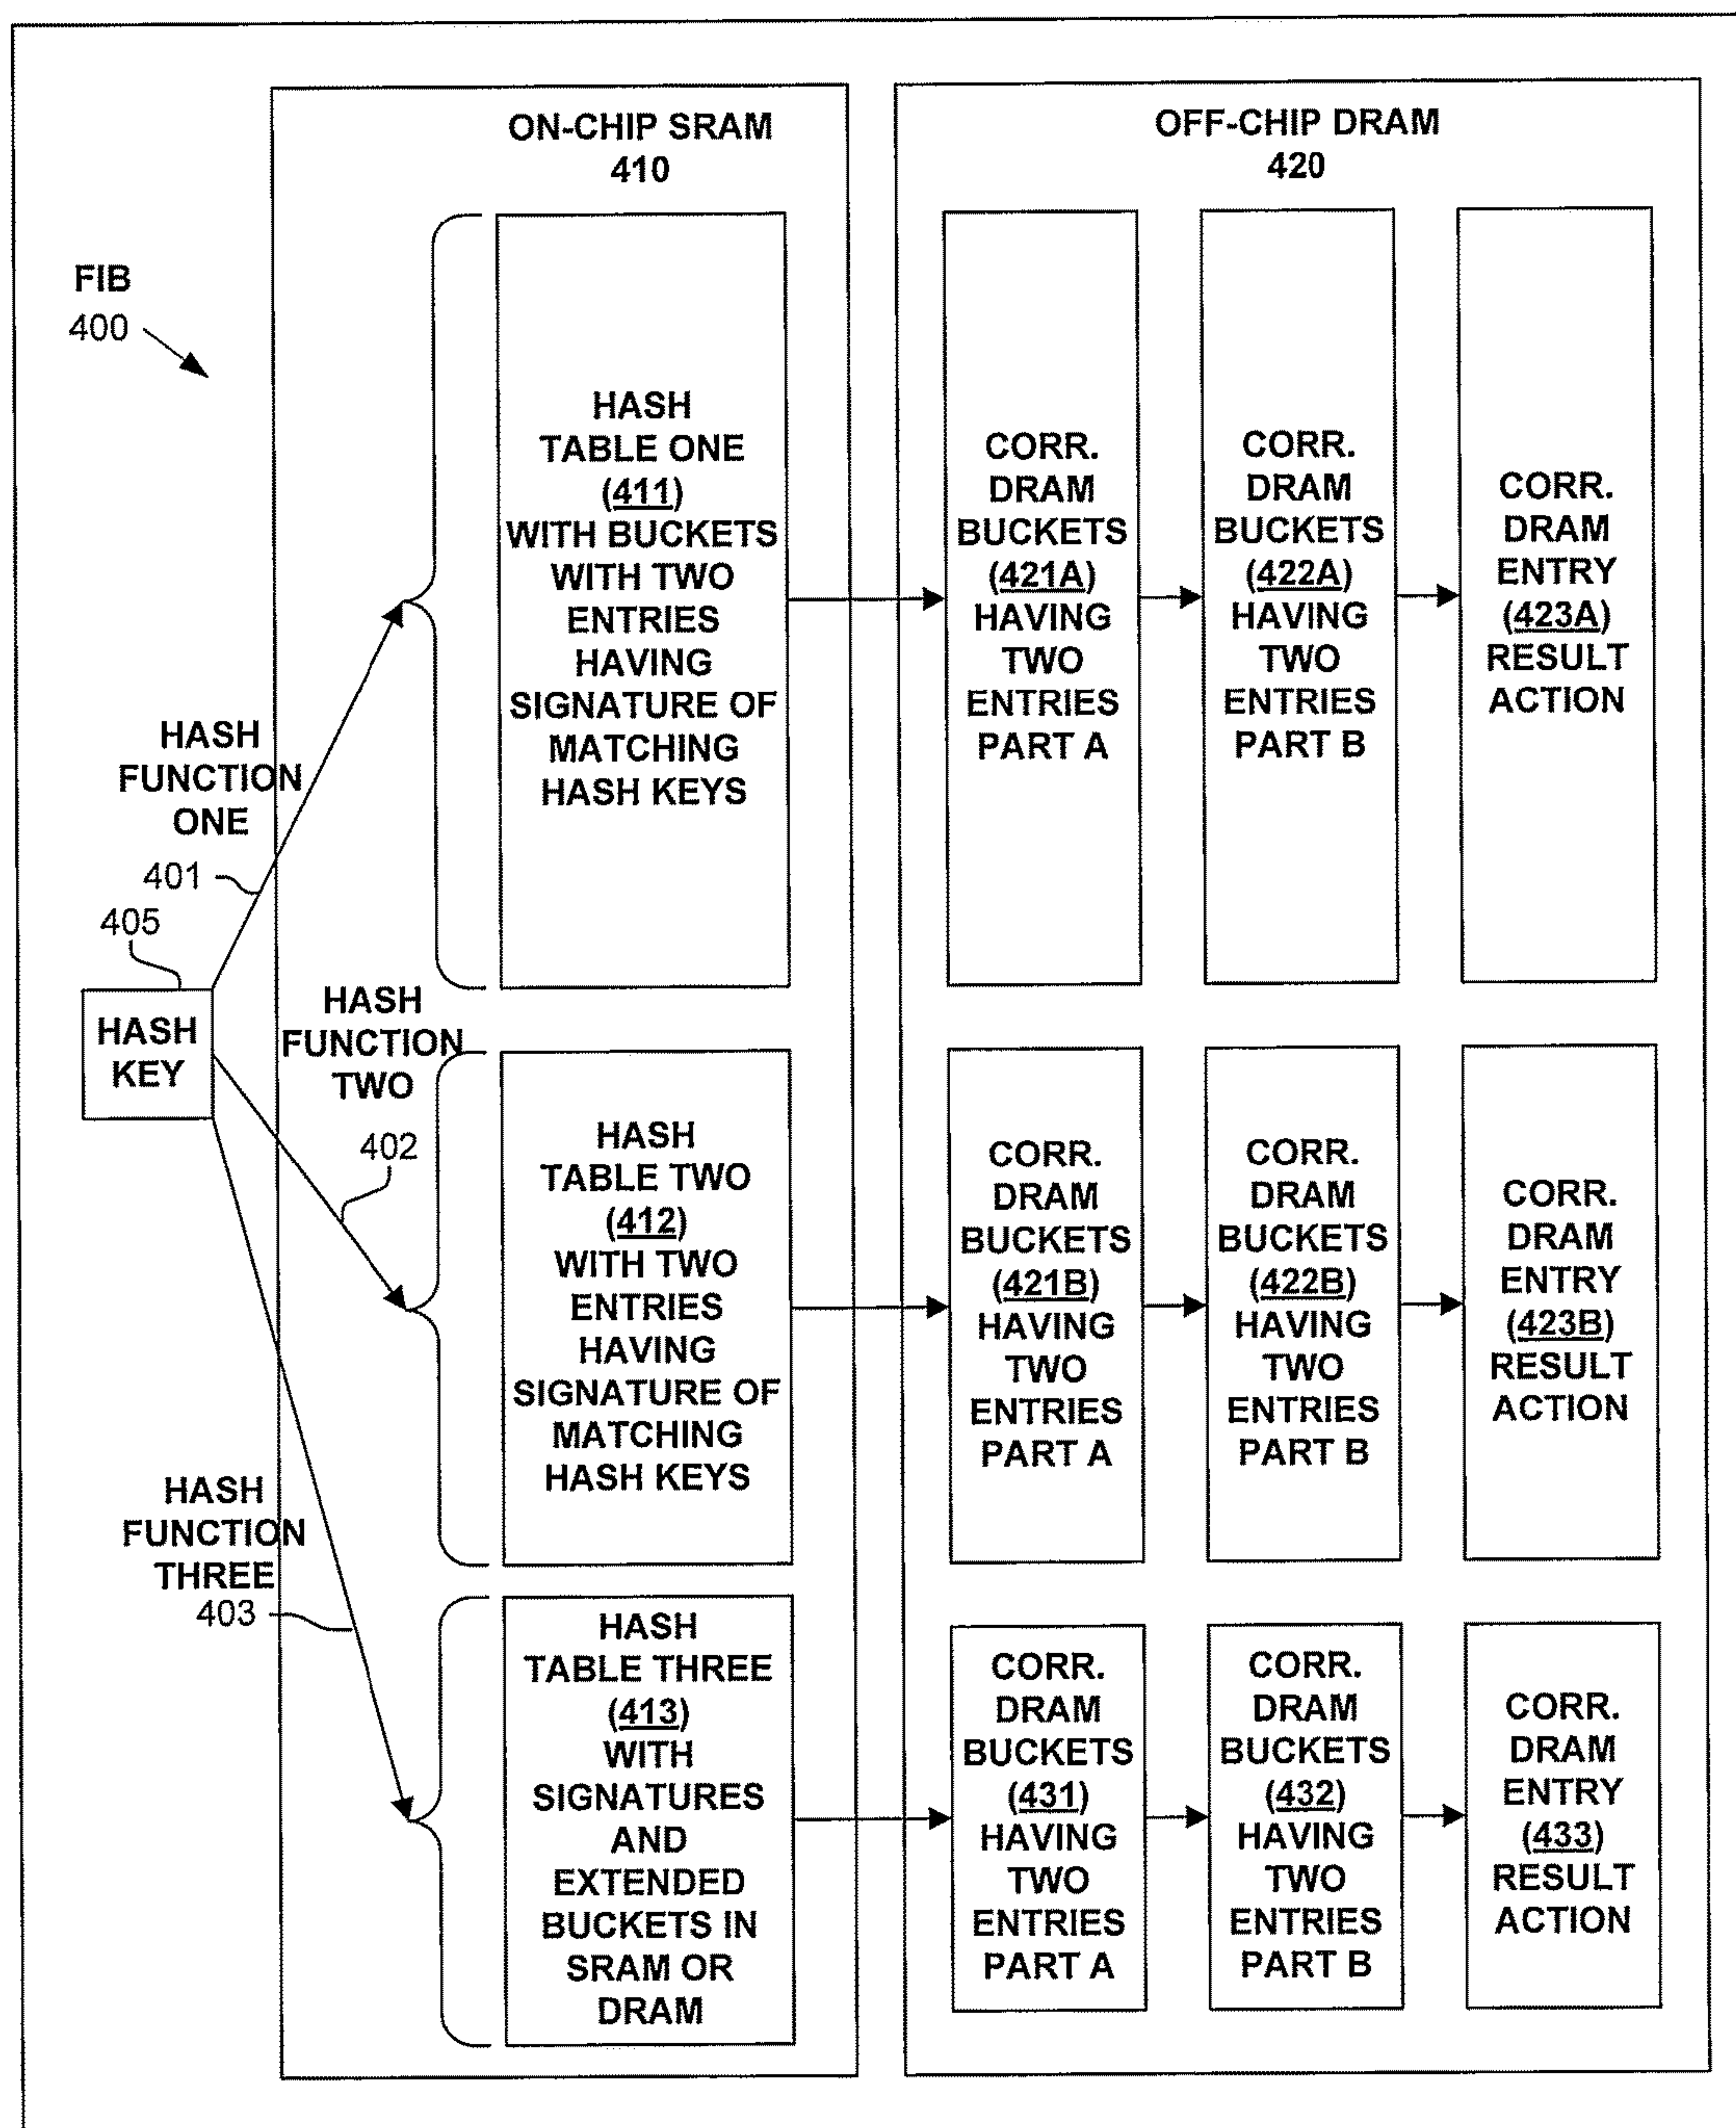 FIB
400
HASH
FUNCTION
ONE
401
405
HASH
KEY
HASH
FUNCTION
TWO
402
HASH
FUNCTION
THREE
403
ON-CHIP SRAM
410
HASH
TABLE ONE
(411)
WITH BUCKETS
WITH TWO
ENTRIES
HAVING
SIGNATURE OF
MATCHING
HASH KEYS
HASH
TABLE TWO
(412)
WITH TWO
ENTRIES
HAVING
SIGNATURE OF
MATCHING
HASH KEYS
HASH
TABLE THREE
(413)
WITH
SIGNATURES
AND
EXTENDED
BUCKETS IN
SRAM OR
DRAM
OFF-CHIP DRAM
420
CORR.
DRAM
BUCKETS
(421A)
HAVING
TWO
ENTRIES
PART A
CORR.
DRAM
BUCKETS
(422A)
HAVING
TWO
ENTRIES
PART B
CORR.
DRAM
ENTRY
(423A)
RESULT
ACTION
CORR.
DRAM
BUCKETS
(421B)
HAVING
TWO
ENTRIES
PART A
CORR.
DRAM
BUCKETS
(422B)
HAVING
TWO
ENTRIES
PART B
CORR.
DRAM
ENTRY
(423B)
RESULT
ACTION
CORR.
DRAM
BUCKETS
(431)
HAVING
TWO
ENTRIES
PART A
CORR.
DRAM
BUCKETS
(432)
HAVING
TWO
ENTRIES
PART B
CORR.
DRAM
ENTRY
(433)
RESULT
ACTION